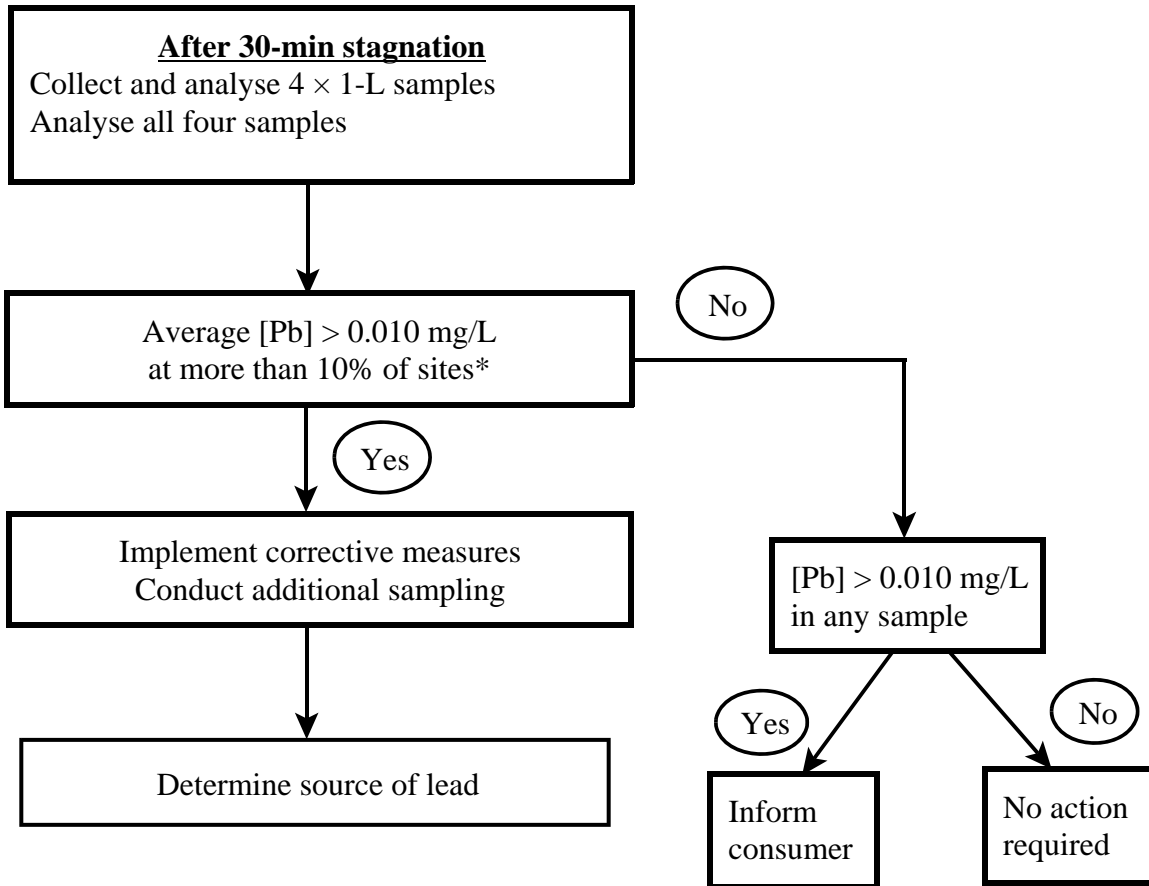 After 30-min stagnation
Collect and analyse 4 × 1-L samples
Analyse all four samples
No
Average [Pb] > 0.010 mg/L
at more than 10% of sites*
Yes
Implement corrective measures
Conduct additional sampling
[Pb] > 0.010 mg/L
in any sample
Yes
No
Determine source of lead
Inform
consumer
No action
required